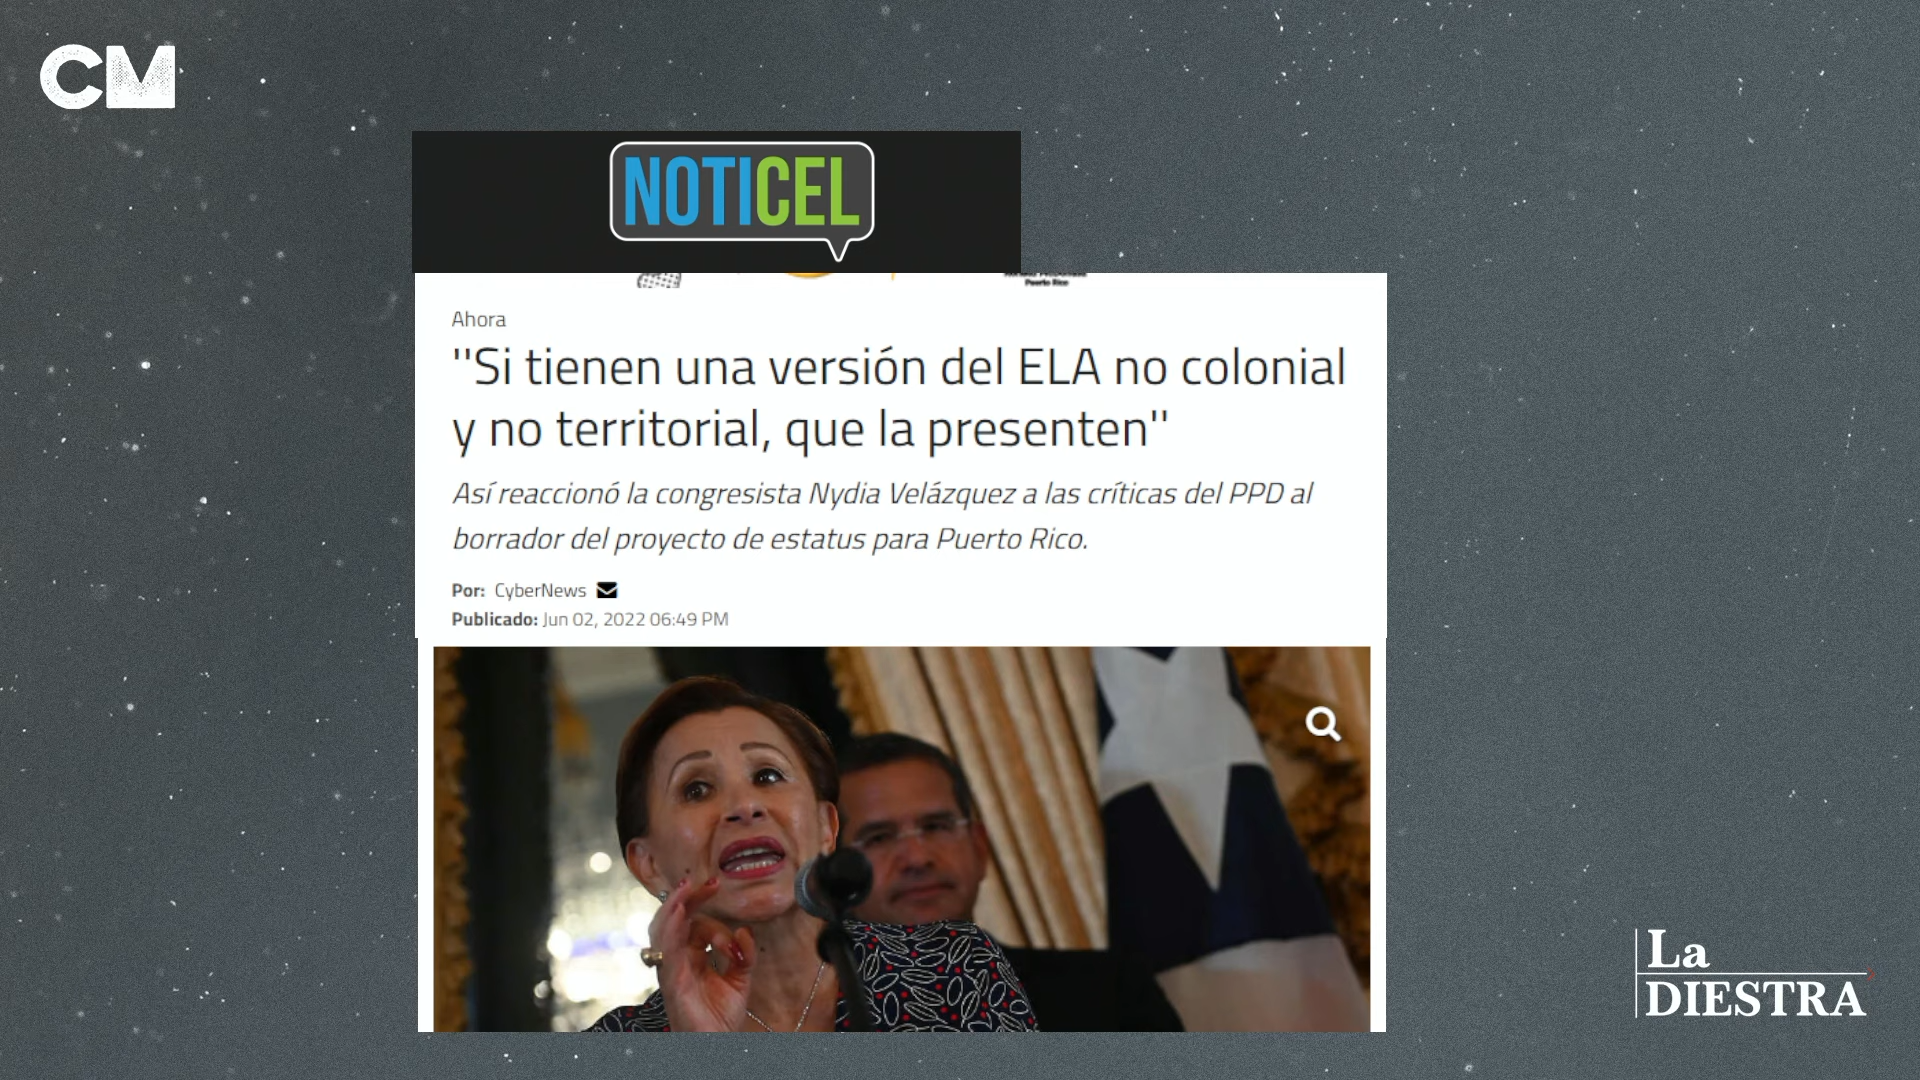 CM
NOTICEL
Puerto Rico
Ahora
"Si tienen una versión del ELA no colonial
y no territorial, que la presenten"
Así reaccionó la congresista Nydia Velázquez a las críticas del PPD al
borrador del proyecto de estatus para Puerto Rico.
Por: CyberNews
Publicado: Jun 02, 2022 06:49 PM
La
DIESTRA